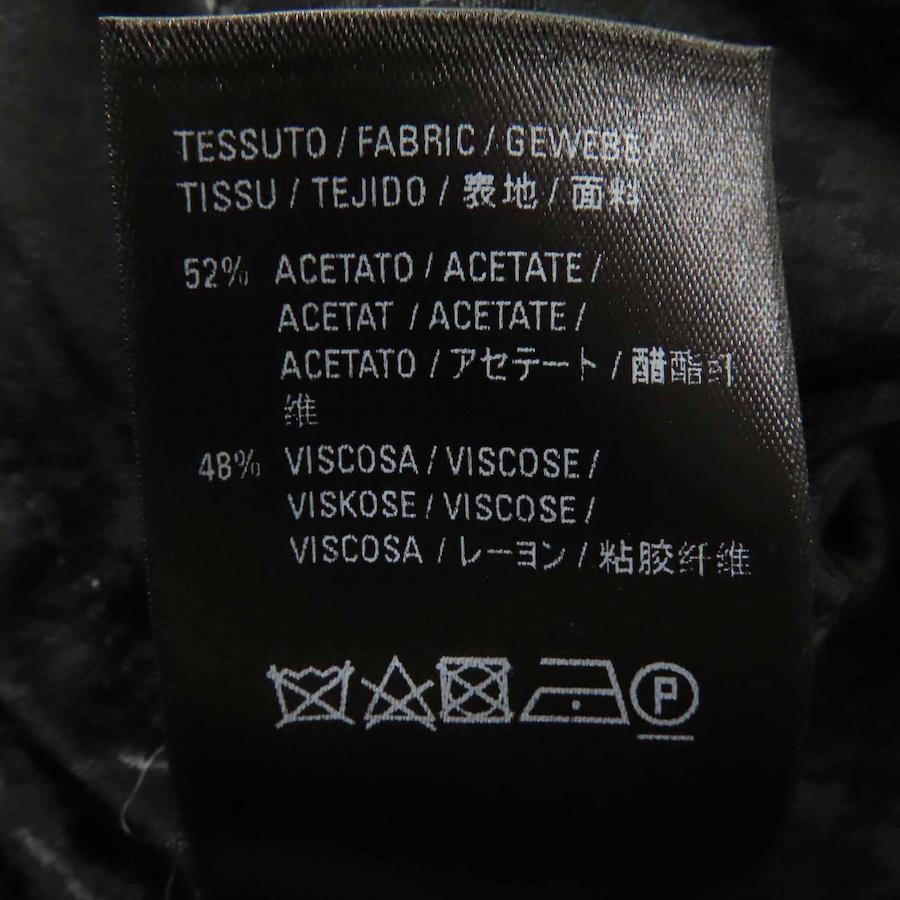 TESSUTO / FABRIC / GEWEBE /
TISSU / TEJIDO / 表地 / 面料
52% ACETATO / ACETATE /
ACETAT / ACETATE /
ACETATO / アセテート / 醋酯纤
维
48% VISCOSA / VISCOSE /
VISKOSE / VISCOSE /
VISCOSA / レーヨン / 粘胶纤维
P